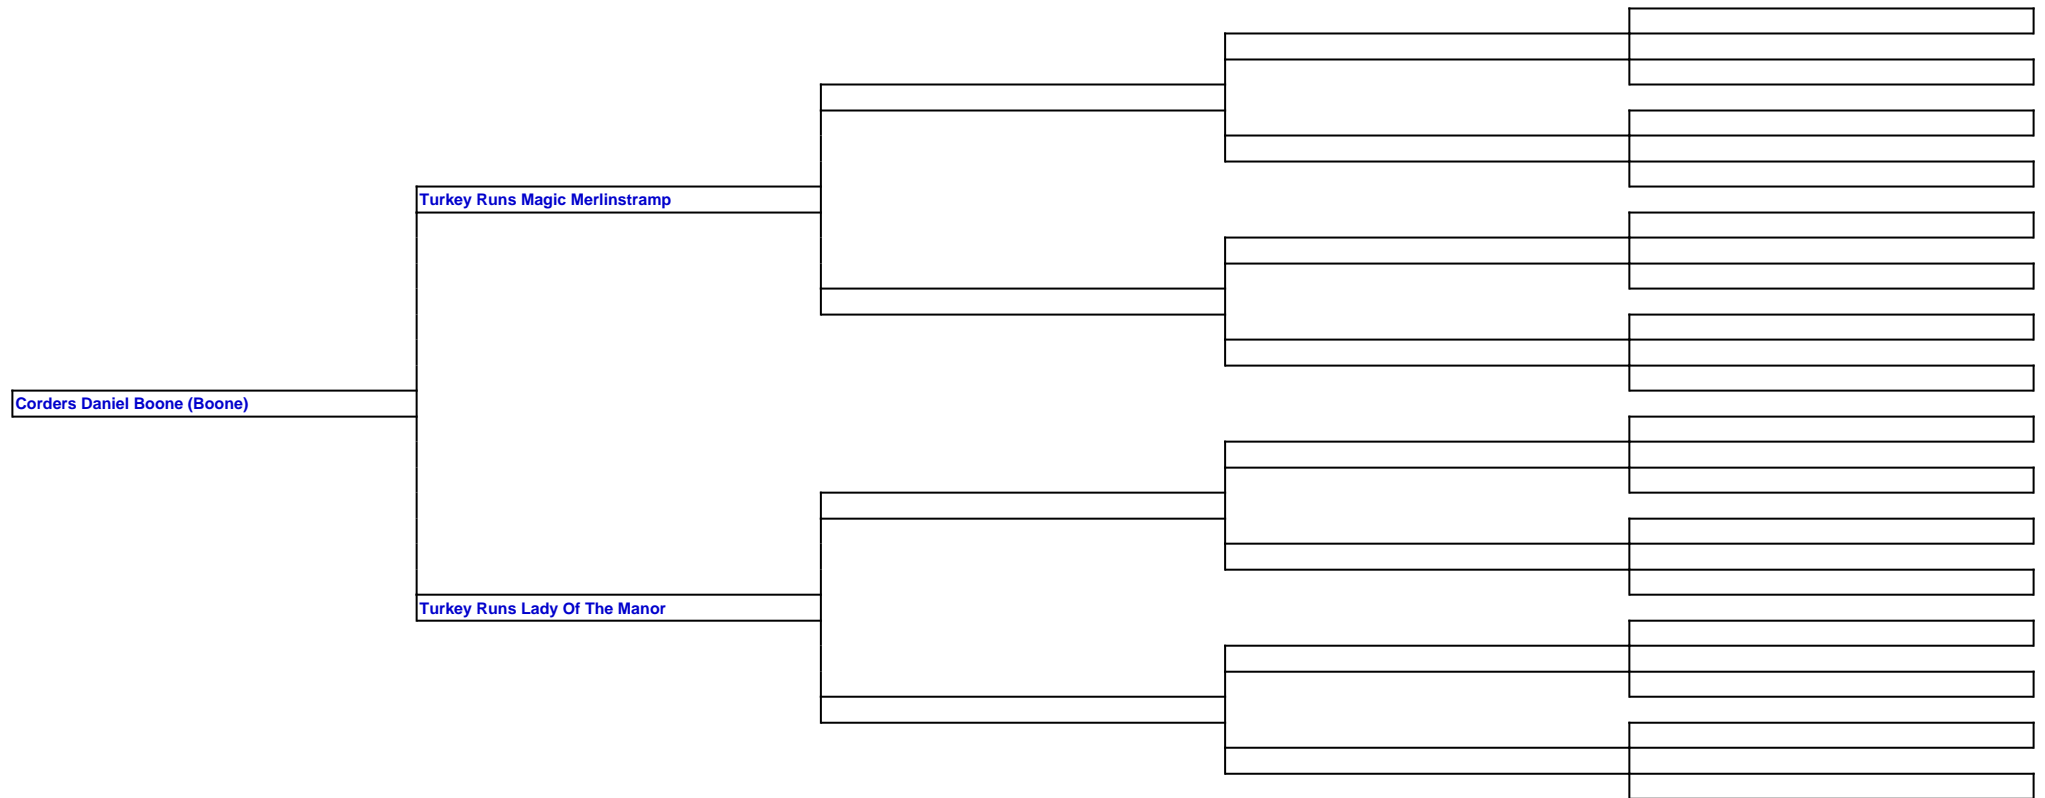 Turkey Runs Magic Merlinstramp
Corders Daniel Boone (Boone)
Turkey Runs Lady Of The Manor